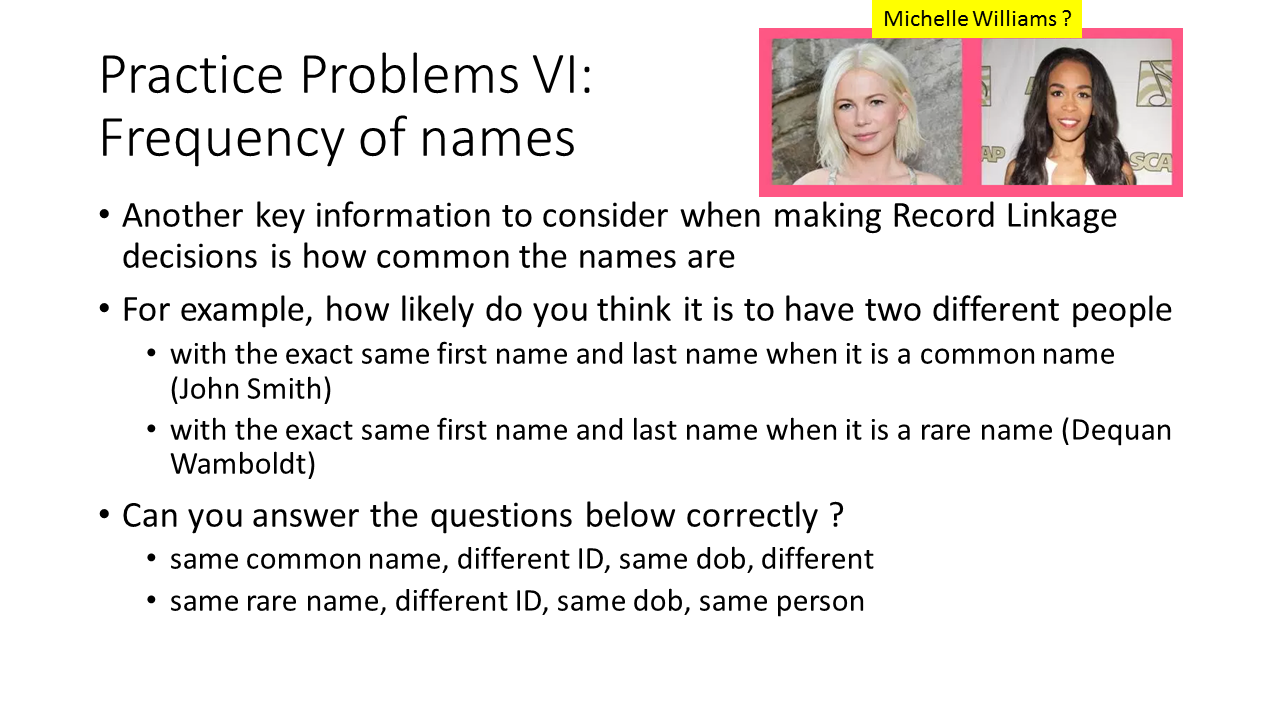 Michelle Williams ?
Practice Problems VI:
Frequency of names
AP
ASCA
• Another key information to consider when making Record Linkage
decisions is how common the names are
• For example, how likely do you think it is to have two different people
• with the exact same first name and last name when it is a common name
(John Smith)
• with the exact same first name and last name when it is a rare name (Dequan
Wamboldt)
• Can you answer the questions below correctly ?
• same common name, different ID, same dob, different
• same rare name, different ID, same dob, same person